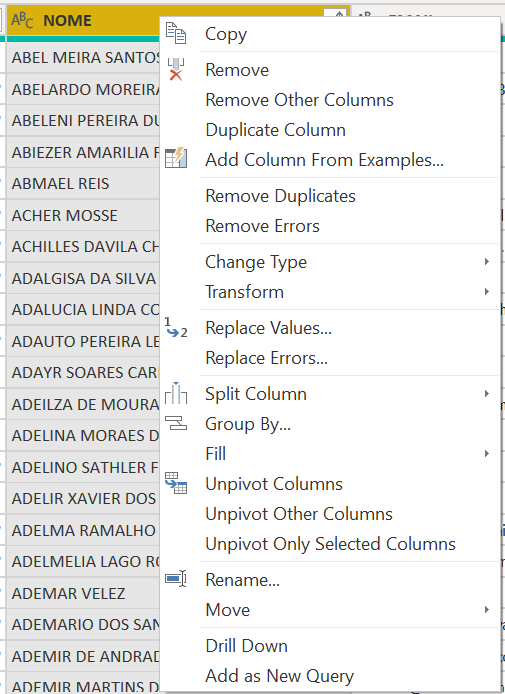 ABC NOME
ABEL MEIRA SANTOS
ABELARDO MOREIRA
ABELENI PEREIRA DU
ABIEZER AMARILIA F
ABMAEL REIS
ACHER MOSSE
ACHILLES DAVILA CH
ADALGISA DA SILVA
ADALUCIA LINDA CO
ADAUTO PEREIRA LE
ADAYR SOARES CAR
ADEILZA DE MOURA
ADELINA MORAES D
ADELINO SATHLER F
ADELIR XAVIER DOS
ADELMA RAMALHO
ADELMELIA LAGO RO
ADEMAR VELEZ
ADEMARIO DOS SAN
ADEMIR DE ANDRAD
ADEMIR MARTINS D
Copy
Remove
Remove Other Columns
Duplicate Column
Add Column From Examples...
Remove Duplicates
Remove Errors
Change Type
Transform
1
2
Replace Values...
Replace Errors...
Split Column
Group By...
Fill
Unpivot Columns
Unpivot Other Columns
Unpivot Only Selected Columns
Rename...
Move
Drill Down
Add as New Query